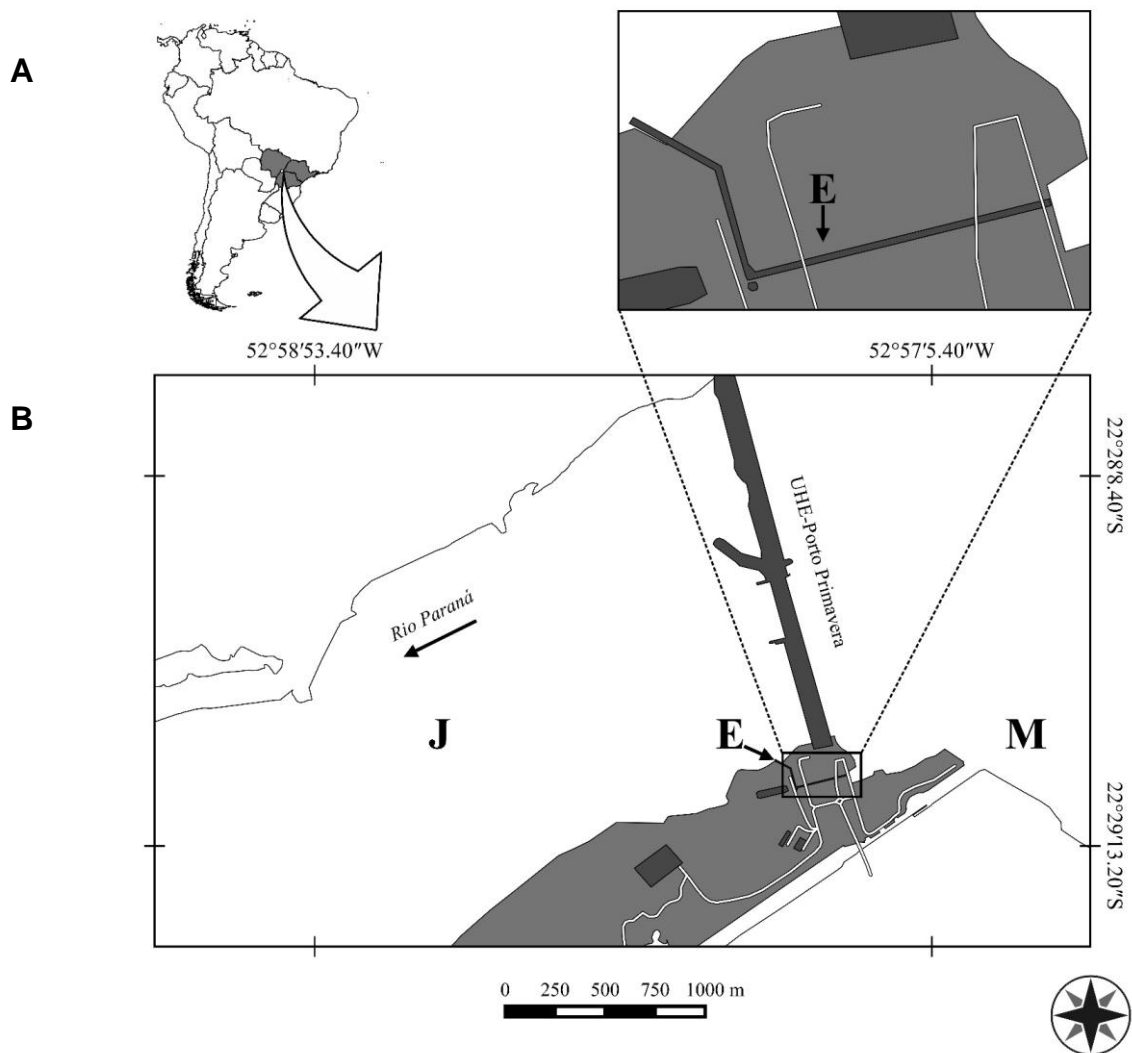 A
E
52°58′53.40″W
52°57′5.40″W
B
22°28′8.40″S
UHE-Porto Primavera
Rio Paraná
J
E
M
22°29′13.20″S
0 250 500 750 1000 m